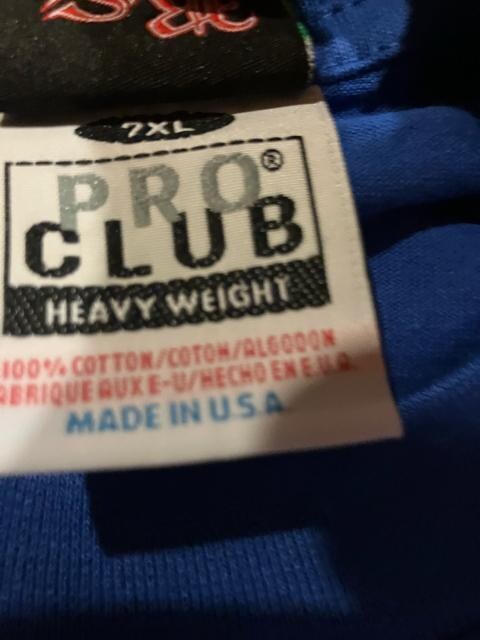 7XL
PRO®
CLUB
HEAVY WEIGHT
100% COTTON/COTON/ALGODON
FABRIQUE AUX E-U/HECHO EN E.U.A.
MADE IN U.S.A